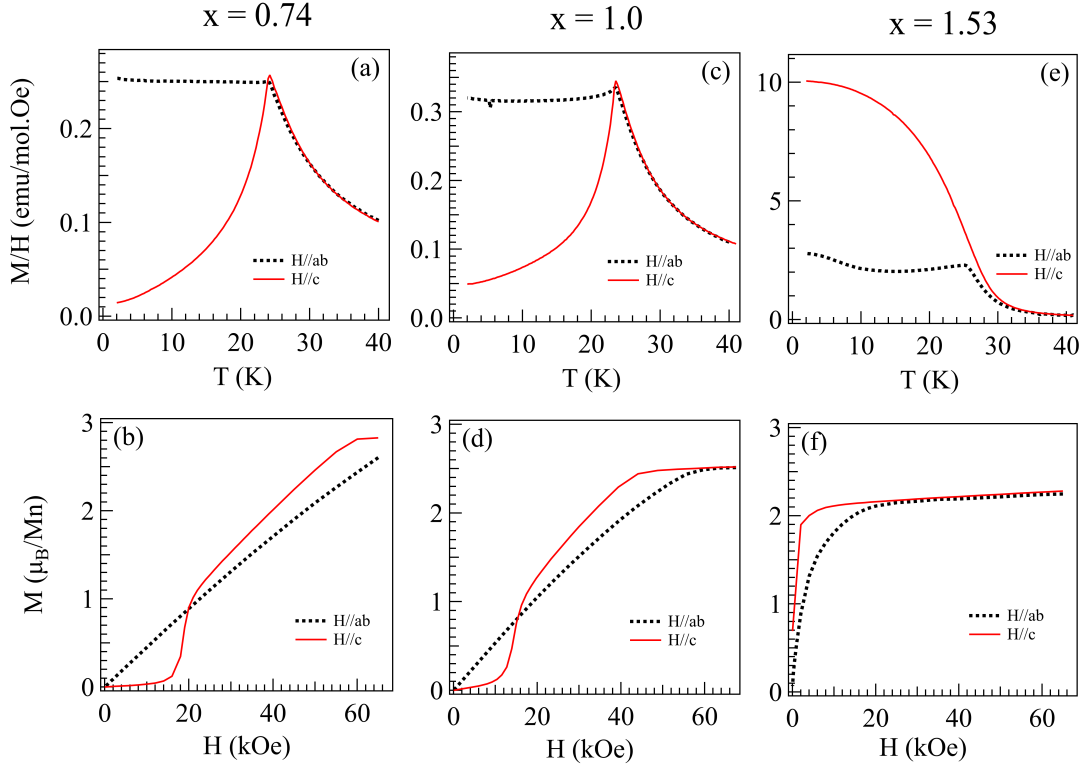 x = 0.74
x = 1.0
x = 1.53
(a)
(c)
(e)
M/H (emu/mol.Oe)
0.2
0.1
0.0
0.3
0.2
0.1
0.0
10
5
0
H//ab
H//c
H//ab
H//c
H//ab
H//c
0 10 20 30 40
0 10 20 30 40
0 10 20 30 40
T (K)
T (K)
T (K)
(b)
(d)
(f)
M (μB/Mn)
3
2
1
0
3
2
1
0
3
2
1
0
H//ab
H//c
H//ab
H//c
H//ab
H//c
0 20 40 60
0 20 40 60
0 20 40 60
H (kOe)
H (kOe)
H (kOe)